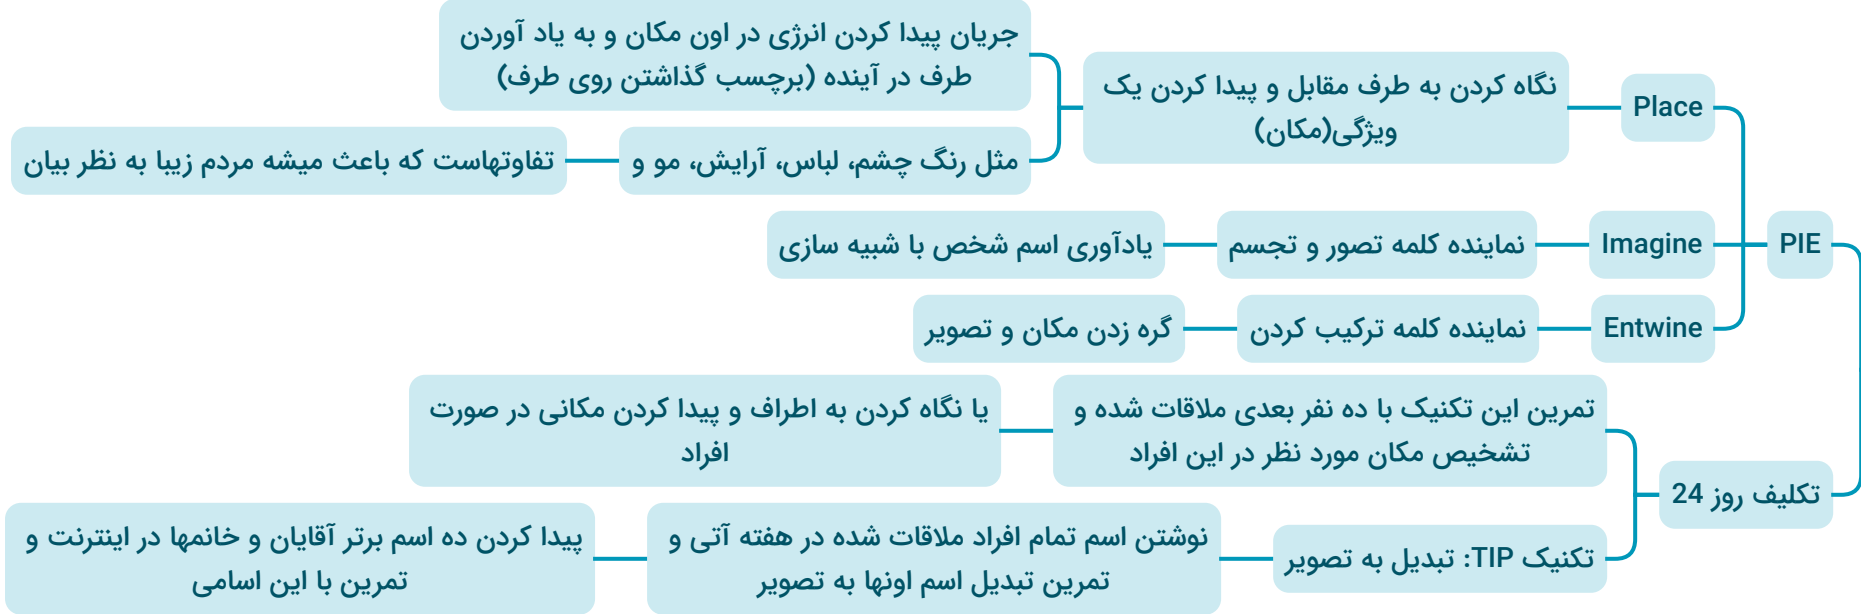 PIE
Place
نگاه کردن به طرف مقابل و پیدا کردن یک
ویژگی(مکان)
جریان پیدا کردن انرژی در اون مکان و به یاد آوردن
طرف در آینده (برچسب گذاشتن روی طرف)
مثل رنگ چشم، لباس، آرایش، مو و
تفاوتهاست که باعث میشه مردم زیبا به نظر بیان
Imagine
نماینده کلمه تصور و تجسم
یادآوری اسم شخص با شبیه سازی
Entwine
نماینده کلمه ترکیب کردن
گره زدن مکان و تصویر
تکلیف روز 24
تمرین این تکنیک با ده نفر بعدی ملاقات شده و
تشخیص مکان مورد نظر در این افراد
یا نگاه کردن به اطراف و پیدا کردن مکانی در صورت
افراد
تکنیک TIP: تبدیل به تصویر
نوشتن اسم تمام افراد ملاقات شده در هفته آتی و
تمرین تبدیل اسم اونها به تصویر
پیدا کردن ده اسم برتر آقایان و خانمها در اینترنت و
تمرین با این اسامی